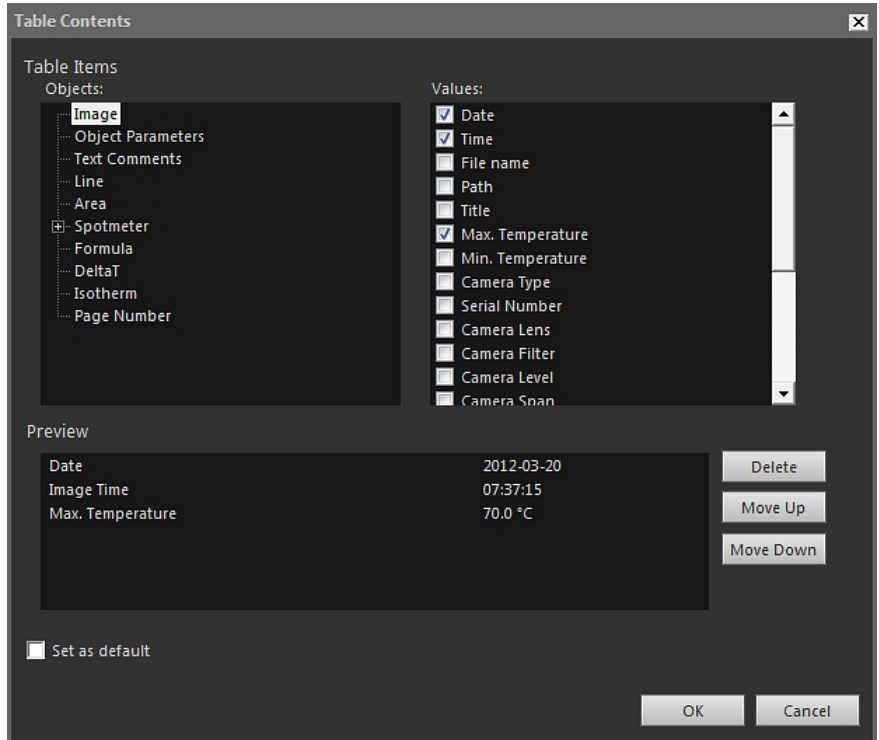 Table Contents
Table Items
Objects:
Image
Object Parameters
Text Comments
Line
Area
Spotmeter
Formula
DeltaT
Isotherm
Page Number
Values:
Date
Time
File name
Path
Title
Max. Temperature
Min. Temperature
Camera Type
Serial Number
Camera Lens
Camera Filter
Camera Level
Camera Span
Preview
Date 2012-03-20
Image Time 07:37:15
Max. Temperature 70.0 °C
Delete
Move Up
Move Down
Set as default
OK
Cancel